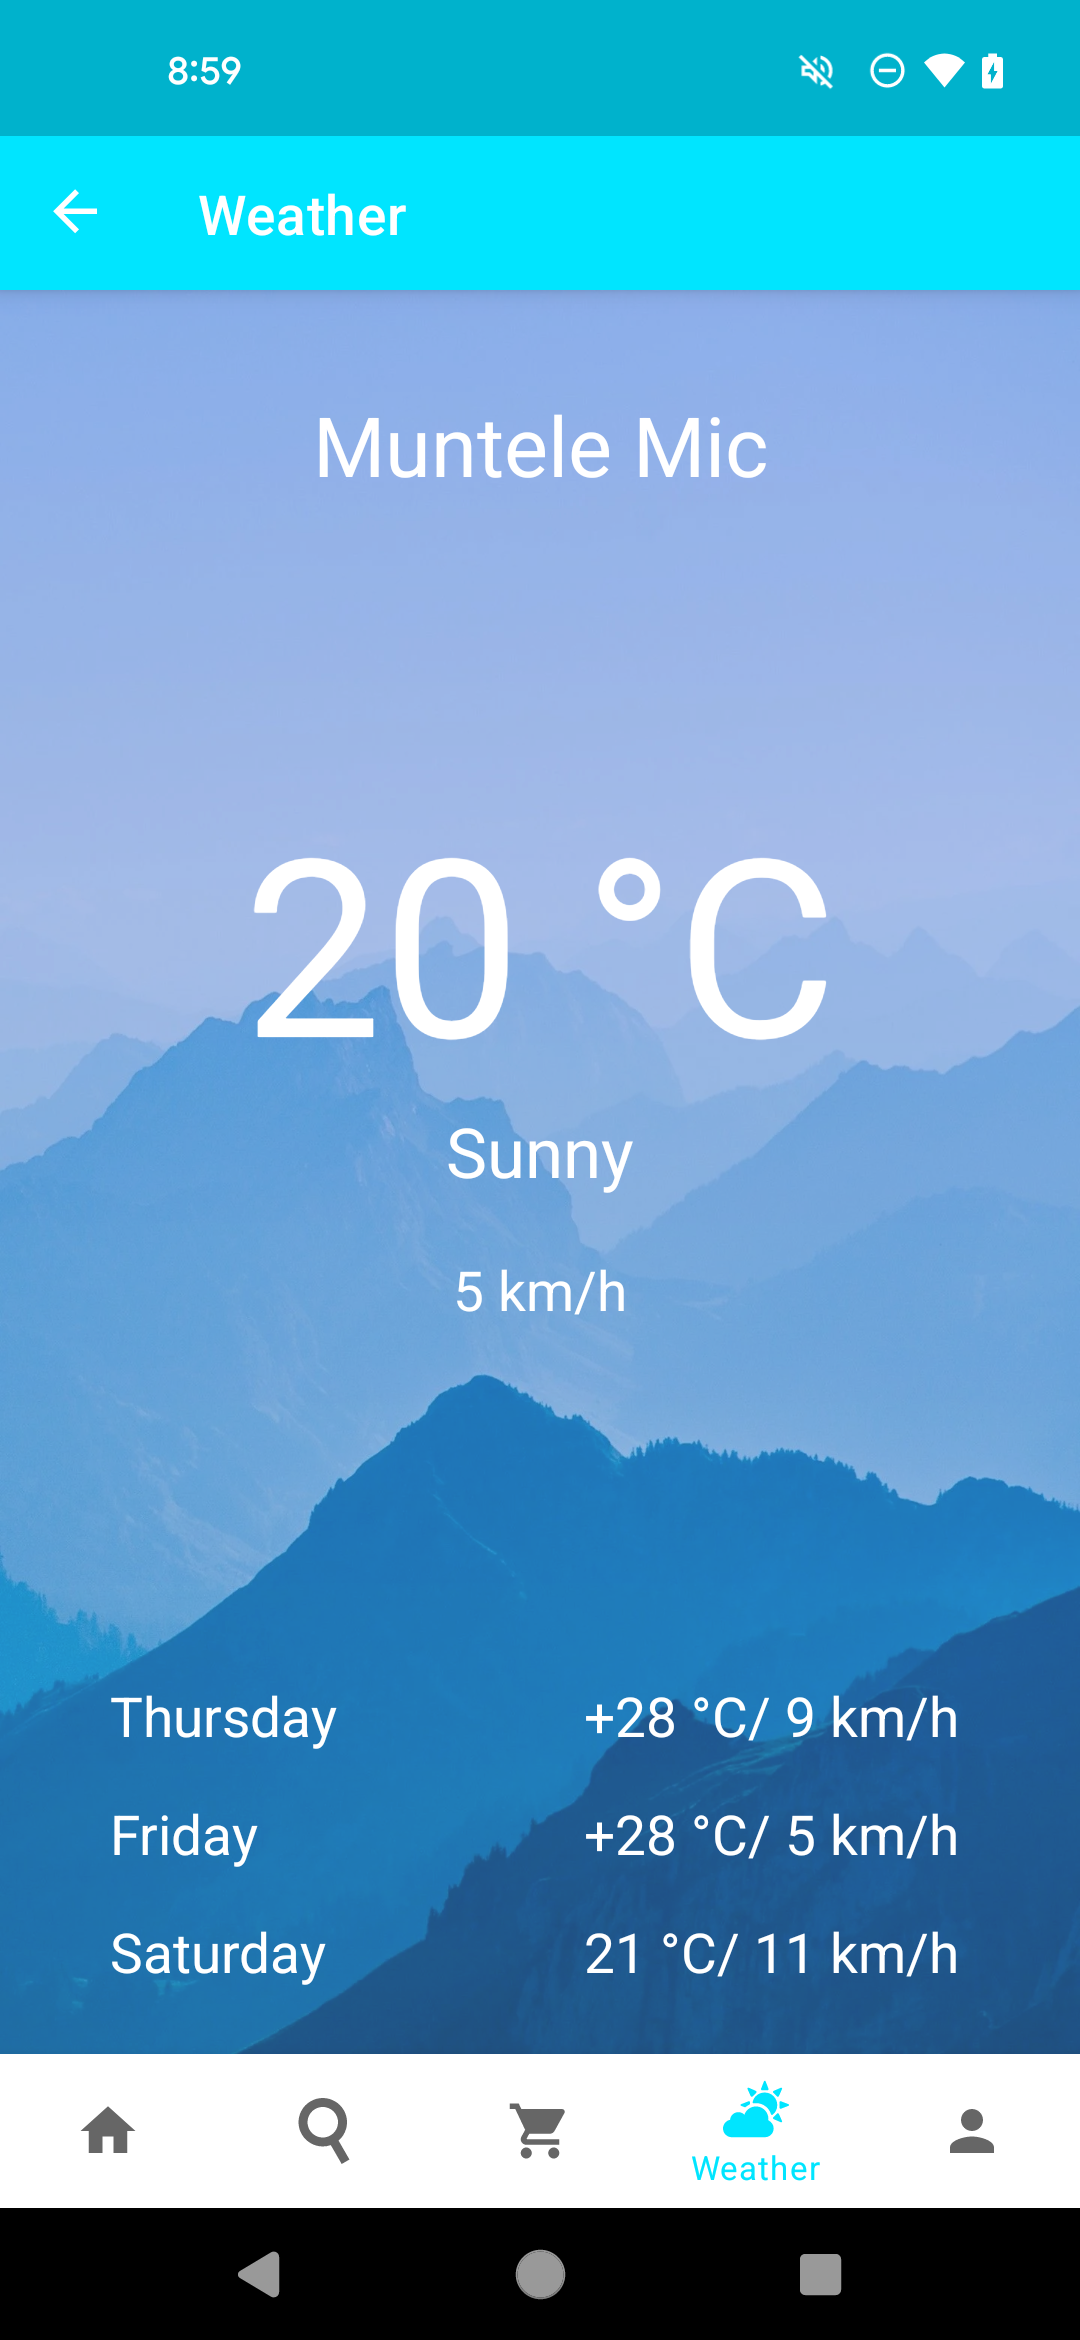 8:59
Weather
Muntele Mic
20 °C
Sunny
5 km/h
Thursday +28 °C/ 9 km/h
Friday +28 °C/ 5 km/h
Saturday 21 °C/ 11 km/h
Weather